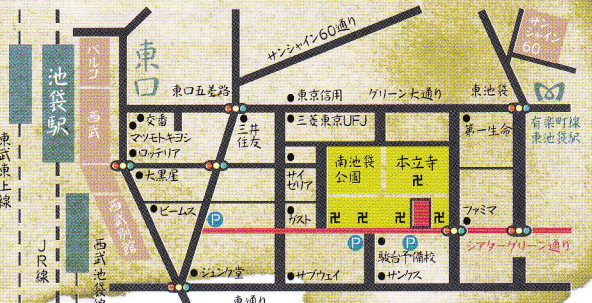 サンシャイン60通り
サン
シャイン
60
パルコ
東口
池袋駅
東口五差路
東京信用
グリーン大通り
東池袋
西武
交番
マツモトキヨシ
ロッテリア
三井
住友
三菱東京UFJ
第一生命
有楽町線
東池袋駅
東武東上線
大黒屋
サイ
ゼリア
南池袋
公園
本立寺
卍
西武別館
ビームス
P
ガスト
卍
卍
卍
卍
ファミマ
シアターグリーン通り
JR線
西武池袋線
P
P
駿台予備校
ジュンク堂
サブウェイ
サンクス
東通り